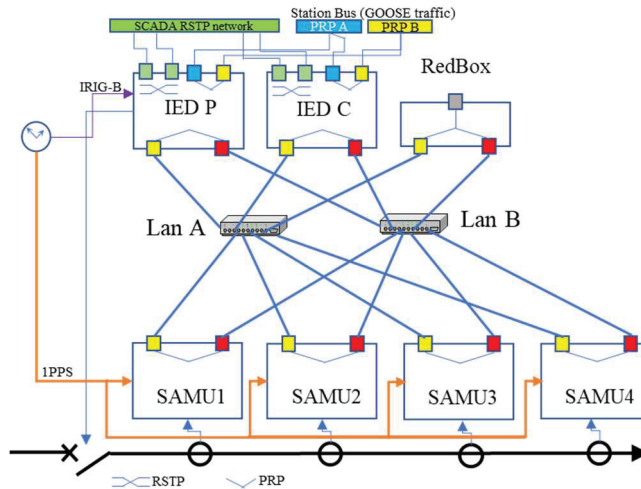 Station Bus (GOOSE traffic)
SCADA RSTP network
PRP A
PRP B
RedBox
IRIG-B
IED P
IED C
Lan A
Lan B
1PPS
SAMU1
SAMU2
SAMU3
SAMU4
RSTP
PRP